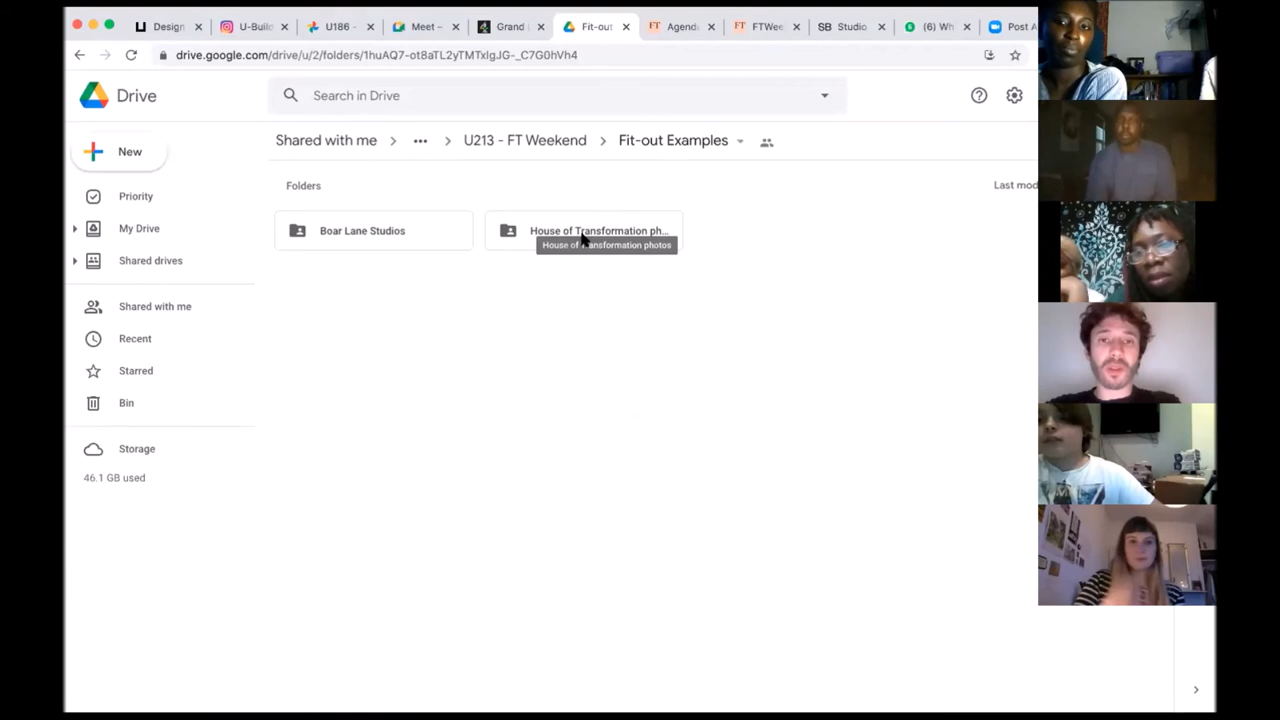 Design
U-Buil
U186 -
Meet –
Grand
Fit-out
FT
Agend
FT
FTWee
SB
Studio
(6) Wh
Post A
drive.google.com/drive/u/2/folders/1huAQ7-ot8aTL2yTMTxIgJG-_C7G0hVh4
Drive
Search in Drive
New
Shared with me
U213 - FT Weekend
Fit-out Examples
Folders
Last mod
Priority
My Drive
Shared drives
Boar Lane Studios
House of Transformation ph...
House of Transformation photos
Shared with me
Recent
Starred
Bin
Storage
46.1 GB used